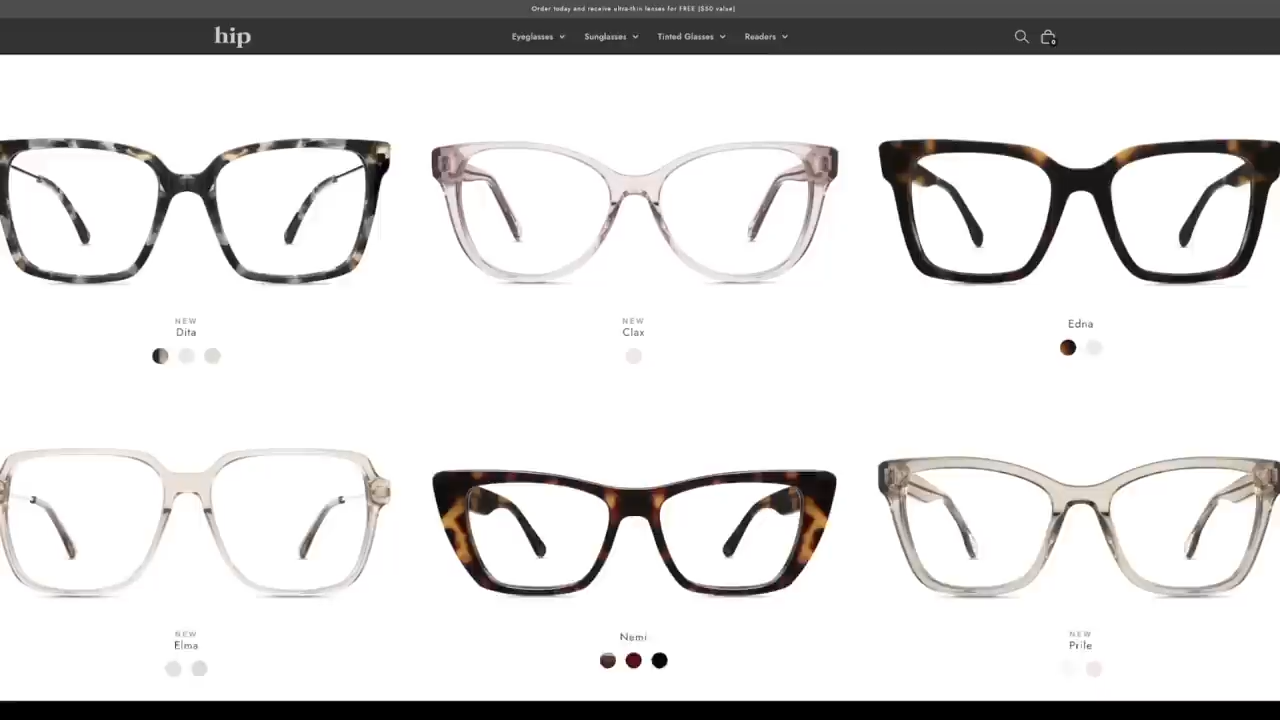 Order today and receive ultra-thin lenses for FREE ($50 value)
hip
Eyeglasses
Sunglasses
Tinted Glasses
Readers
0
NEW
Dita
NEW
Clax
Edna
NEW
Elma
Nemi
NEW
Prile